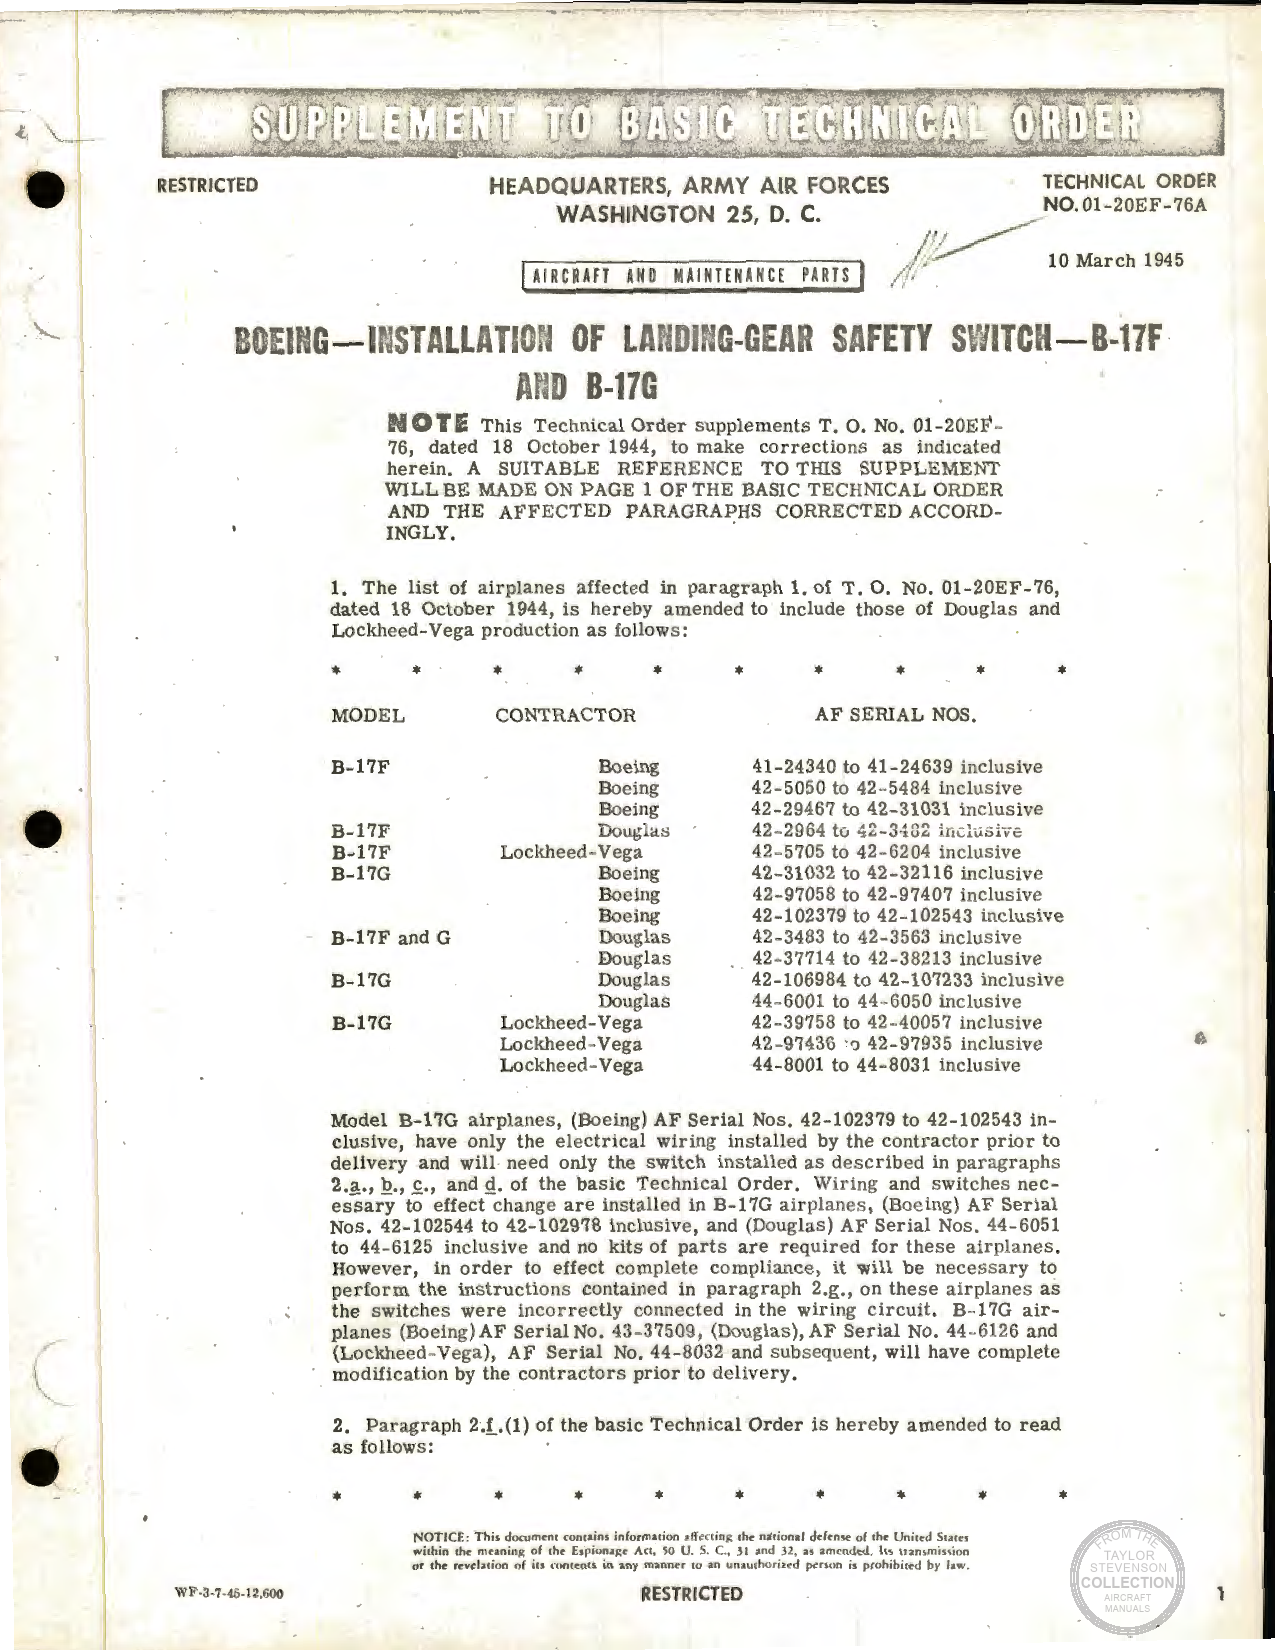 SUPPLEMENT TO BASIC TECHNICAL ORDER
RESTRICTED
HEADQUARTERS, ARMY AIR FORCES
WASHINGTON 25, D. C.
TECHNICAL ORDER
NO. 01-20EF-76A
10 March 1945
AIRCRAFT AND MAINTENANCE PARTS
BOEING—INSTALLATION OF LANDING-GEAR SAFETY SWITCH—B-17F
AND B-17G
NOTE This Technical Order supplements T. O. No. 01-20EF-
76, dated 18 October 1944, to make corrections as indicated
herein. A SUITABLE REFERENCE TO THIS SUPPLEMENT
WILL BE MADE ON PAGE 1 OF THE BASIC TECHNICAL ORDER
AND THE AFFECTED PARAGRAPHS CORRECTED ACCORD-
INGLY.
1. The list of airplanes affected in paragraph 1. of T. O. No. 01-20EF-76,
dated 18 October 1944, is hereby amended to include those of Douglas and
Lockheed-Vega production as follows:
* * * * * * * * * *
MODEL CONTRACTOR AF SERIAL NOS.
B-17F Boeing 41-24340 to 41-24639 inclusive
Boeing 42-5050 to 42-5484 inclusive
Boeing 42-29467 to 42-31031 inclusive
B-17F Douglas 42-2964 to 42-3482 inclusive
B-17F Lockheed-Vega 42-5705 to 42-6204 inclusive
B-17G Boeing 42-31032 to 42-32116 inclusive
Boeing 42-97058 to 42-97407 inclusive
Boeing 42-102379 to 42-102543 inclusive
B-17F and G Douglas 42-3483 to 42-3563 inclusive
Douglas 42-37714 to 42-38213 inclusive
B-17G Douglas 42-106984 to 42-107233 inclusive
Douglas 44-6001 to 44-6050 inclusive
B-17G Lockheed-Vega 42-39758 to 42-40057 inclusive
Lockheed-Vega 42-97436 to 42-97935 inclusive
Lockheed-Vega 44-8001 to 44-8031 inclusive
Model B-17G airplanes, (Boeing) AF Serial Nos. 42-102379 to 42-102543 in-
clusive, have only the electrical wiring installed by the contractor prior to
delivery and will need only the switch installed as described in paragraphs
2.a., b., c., and d. of the basic Technical Order. Wiring and switches nec-
essary to effect change are installed in B-17G airplanes, (Boeing) AF Serial
Nos. 42-102544 to 42-102978 inclusive, and (Douglas) AF Serial Nos. 44-6051
to 44-6125 inclusive and no kits of parts are required for these airplanes.
However, in order to effect complete compliance, it will be necessary to
perform the instructions contained in paragraph 2.g., on these airplanes as
the switches were incorrectly connected in the wiring circuit. B-17G air-
planes (Boeing) AF Serial No. 43-37509, (Douglas), AF Serial No. 44-6126 and
(Lockheed-Vega), AF Serial No. 44-8032 and subsequent, will have complete
modification by the contractors prior to delivery.
2. Paragraph 2.f.(1) of the basic Technical Order is hereby amended to read
as follows:
* * * * * * * * * *
NOTICE: This document contains information affecting the national defense of the United States
within the meaning of the Espionage Act, 50 U. S. C., 31 and 32, as amended. Its transmission
or the revelation of its contents in any manner to an unauthorized person is prohibited by law.
WF-3-7-45-12,600
RESTRICTED
1
FROM THE
TAYLOR
STEVENSON
COLLECTION
AIRCRAFT
MANUALS